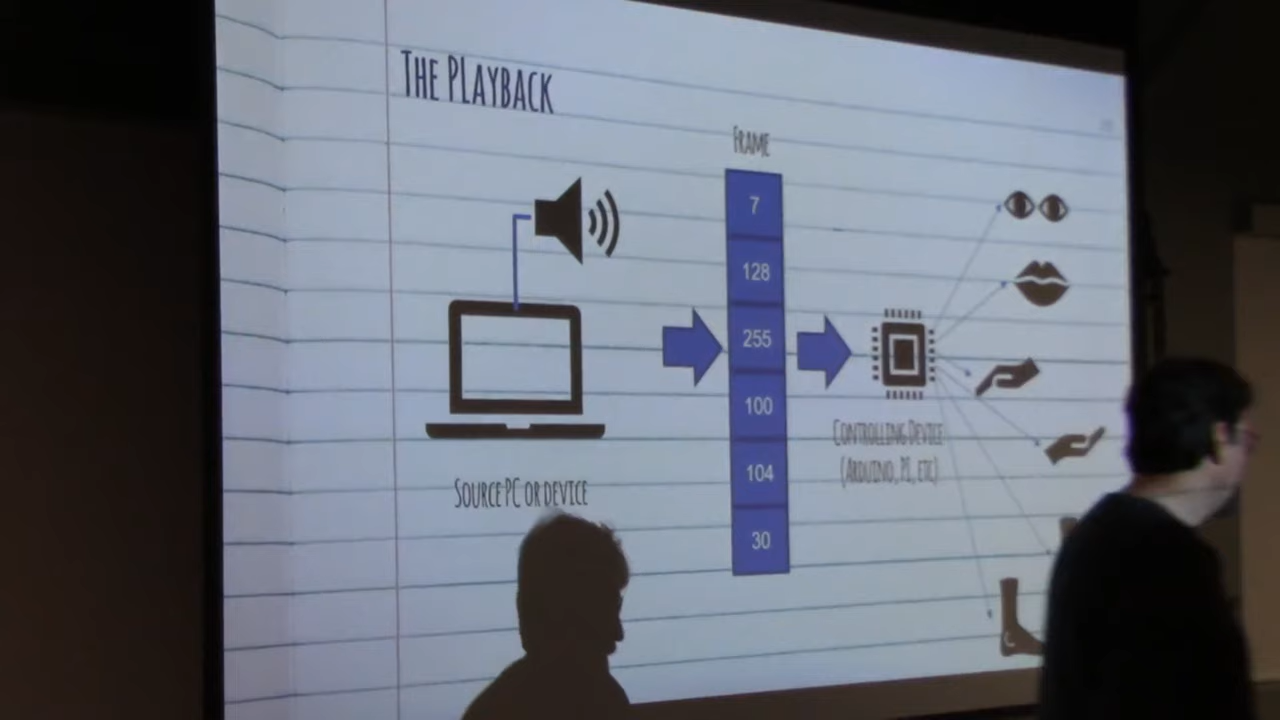 THE PLAYBACK
FRAME
7
128
255
100
104
30
SOURCE PC OR DEVICE
CONTROLLING DEVICE
(ARDUINO, PI, ETC)